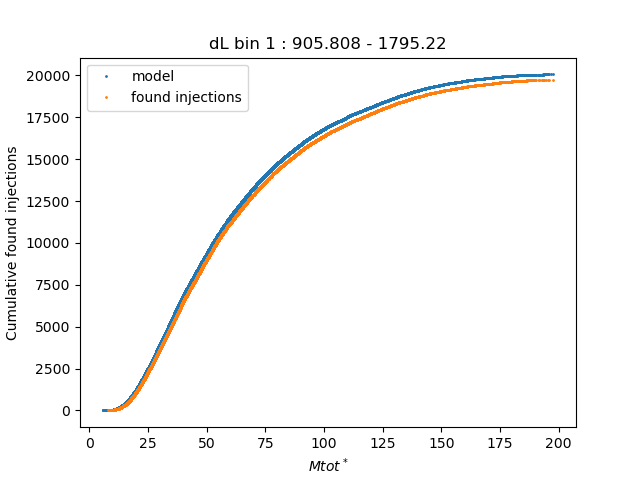 dL bin 1 : 905.808 - 1795.22
model
found injections
Cumulative found injections
20000
17500
15000
12500
10000
7500
5000
2500
0
0 25 50 75 100 125 150 175 200
Mtot*